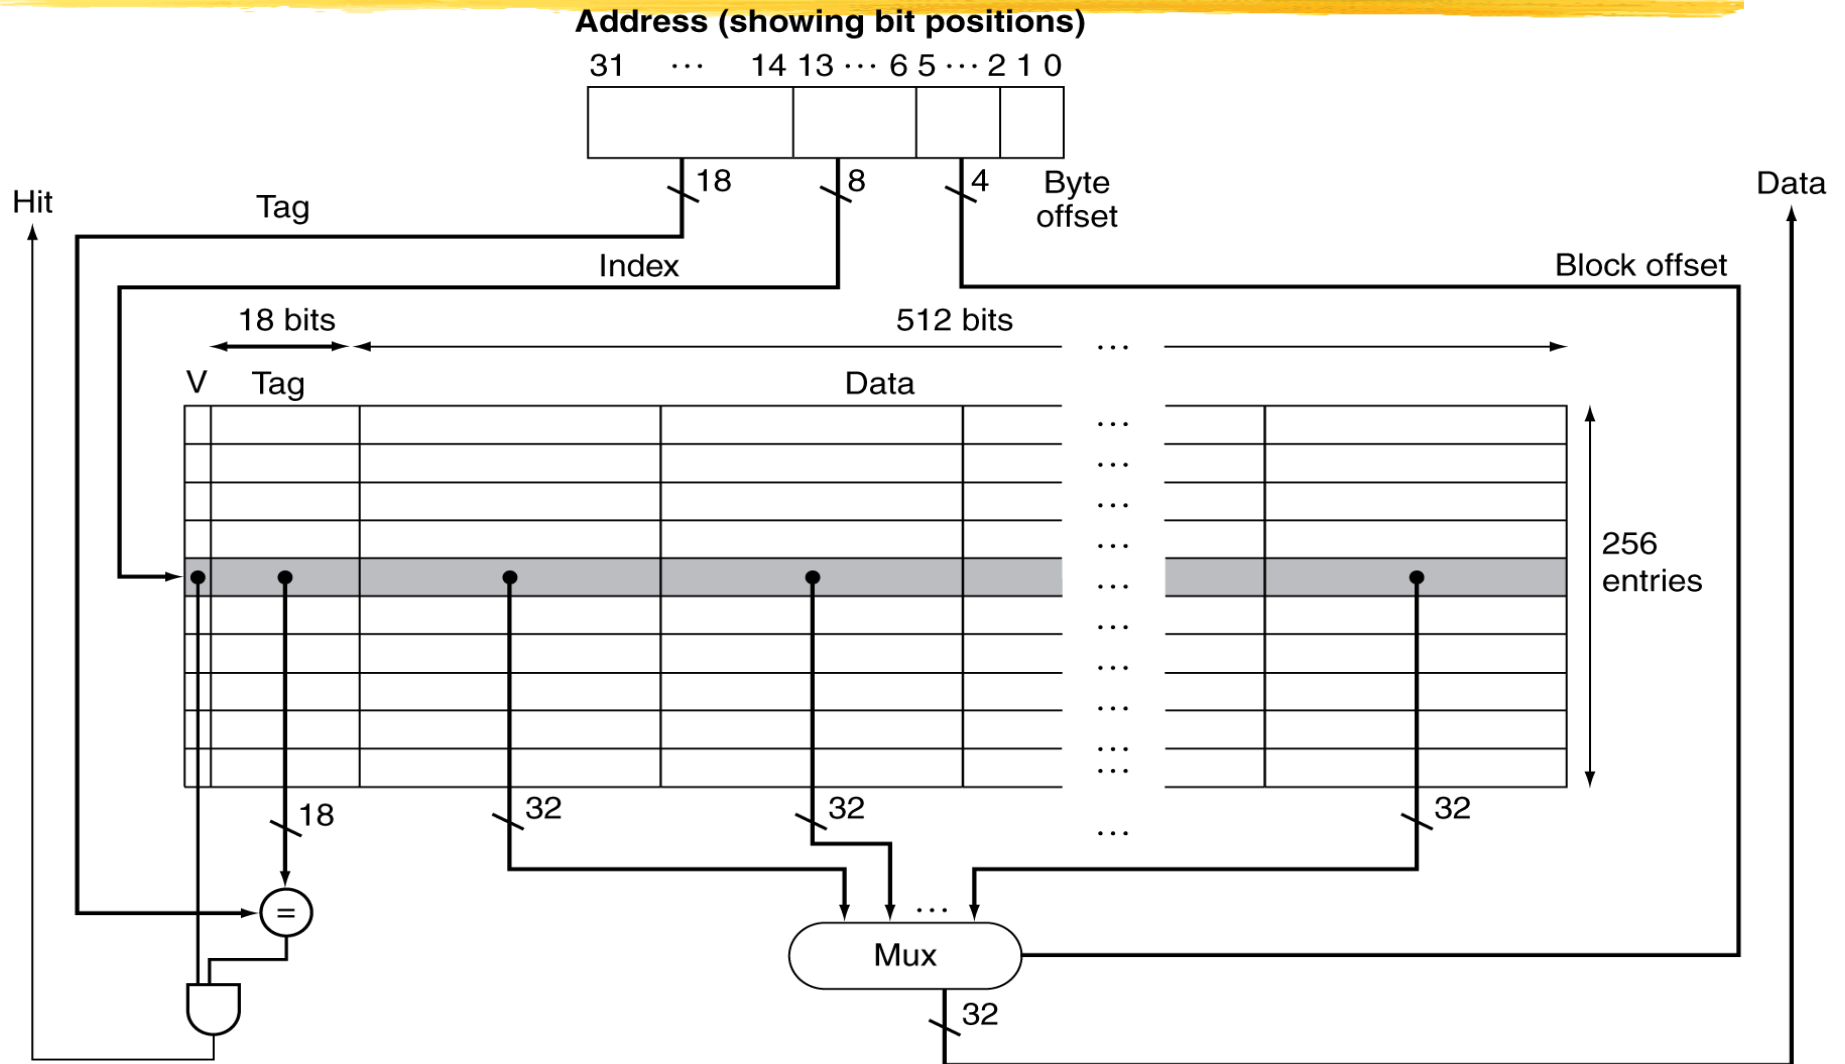 Address (showing bit positions)
31 ··· 14 13 ··· 6 5 ··· 2 1 0
18 8 4 Byte
offset
Hit
Tag
Data
Index
Block offset
18 bits
512 bits
···
V Tag Data
···
···
···
···
···
···
···
···
···
···
256
entries
18 32 32 ··· 32
=
···
Mux
32